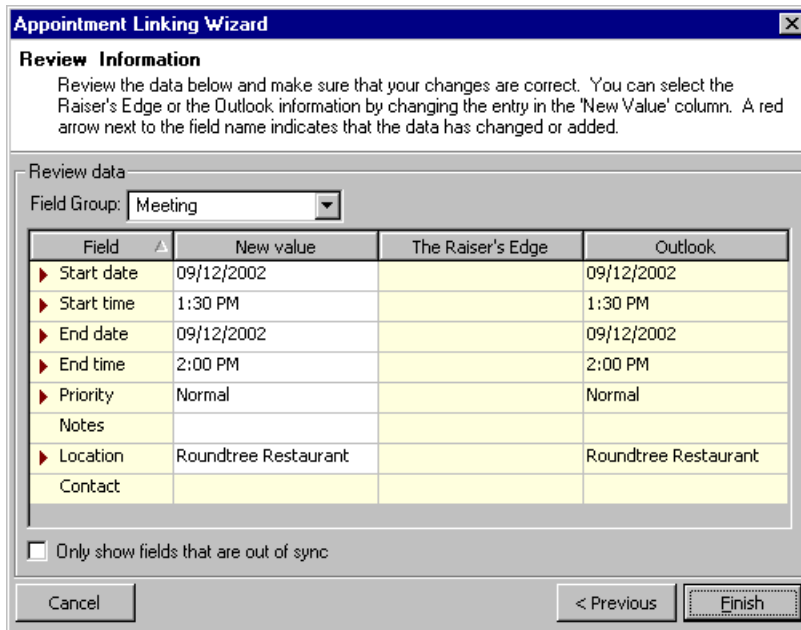 Appointment Linking Wizard
Review Information
Review the data below and make sure that your changes are correct. You can select the
Raiser's Edge or the Outlook information by changing the entry in the 'New Value' column. A red
arrow next to the field name indicates that the data has changed or added.
Review data
Field Group: Meeting
Field New value The Raiser's Edge Outlook
Start date 09/12/2002 09/12/2002
Start time 1:30 PM 1:30 PM
End date 09/12/2002 09/12/2002
End time 2:00 PM 2:00 PM
Priority Normal Normal
Notes
Location Roundtree Restaurant Roundtree Restaurant
Contact
Only show fields that are out of sync
Cancel < Previous Finish